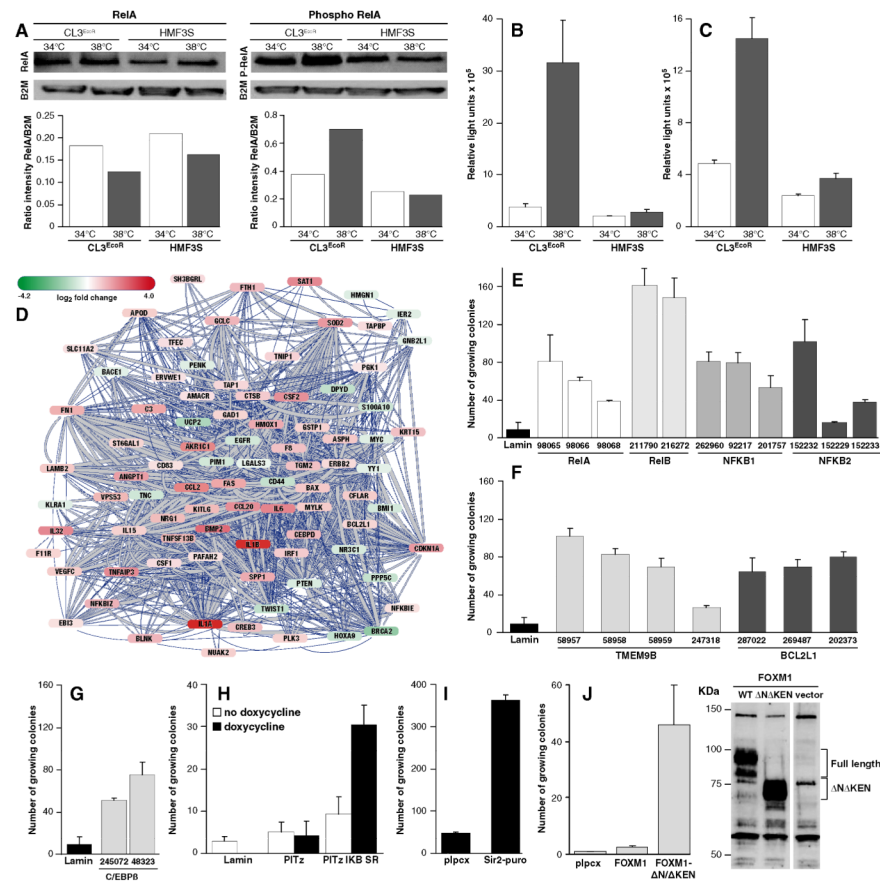 RelA
Phospho RelA
A
CL3EcoR HMF3S
CL3EcoR HMF3S
34°C 38°C 34°C 38°C
34°C 38°C 34°C 38°C
RelA
P-RelA
B2M
B2M
Ratio intensity RelA/B2M
0.25
0.20
0.15
0.10
0.05
0
34°C 38°C 34°C 38°C
CL3EcoR HMF3S
Ratio intensity RelA/B2M
0.8
0.6
0.4
0.2
0
34°C 38°C 34°C 38°C
CL3EcoR HMF3S
B
Relative light units x 10⁵
40
30
20
10
0
34°C 38°C 34°C 38°C
CL3EcoR HMF3S
C
Relative light units x 10⁵
16
12
8
4
0
34°C 38°C 34°C 38°C
CL3EcoR HMF3S
-4.2 4.0
log2 fold change
D
SH3BGRL
SAT1
FTH1
HMGN1
APOD
GCLC
SOD2
IER2
TAPBP
GNB2L1
SLC11A2
TFEC
TNIP1
BACE1
PENK
PGK1
ERVWE1
TAP1
AMACR
CTSB
CSF2
DPYD
S100A10
FN1
C3
GAD1
UCP2
HMOX1
GSTP1
MYC
KRT15
ST6GAL1
AKR1C1
EGFR
F8
ASPH
LAMB2
CD83
PIM1
LGALS3
TGM2
ERBB2
YY1
ANGPT1
CCL2
FAS
CD44
BAX
CFLAR
KLRA1
VPS53
TNC
KITLG
CCL20
IL6
MYLK
BMI1
NRG1
BCL2L1
IL32
IL15
BMP2
TNFSF13B
CEBPD
IL1B
IRF1
NR3C1
CDKN1A
F11R
CSF1
PAFAH2
VEGFC
TNFAIP3
SPP1
PTEN
PPP5C
NFKBIZ
TWIST1
NFKBIE
EBI3
IL1A
CREB3
HOXA9
BRCA2
BLNK
PLK3
NUAK2
E
Number of growing colonies
160
120
80
40
0
Lamin 98065 98066 98068 211790 216272 262960 92217 201757 152232 152229 152233
RelA RelB NFKB1 NFKB2
F
Number of growing colonies
160
120
80
40
0
Lamin 58957 58958 58959 247318 287022 269487 202373
TMEM9B BCL2L1
G
Number of growing colonies
160
120
80
40
0
Lamin 245072 48323
C/EBPβ
H
Number of growing colonies
40
30
20
10
0
no doxycycline
doxycycline
Lamin PITz PITz IKB SR
I
Number of growing colonies
400
300
200
100
0
plpcx Sir2-puro
J
Number of growing colonies
60
40
20
0
plpcx FOXM1 FOXM1-
ΔN/ΔKEN
FOXM1
KDa WT ΔNΔKEN vector
150
100
75
50
Full length
ΔNΔKEN